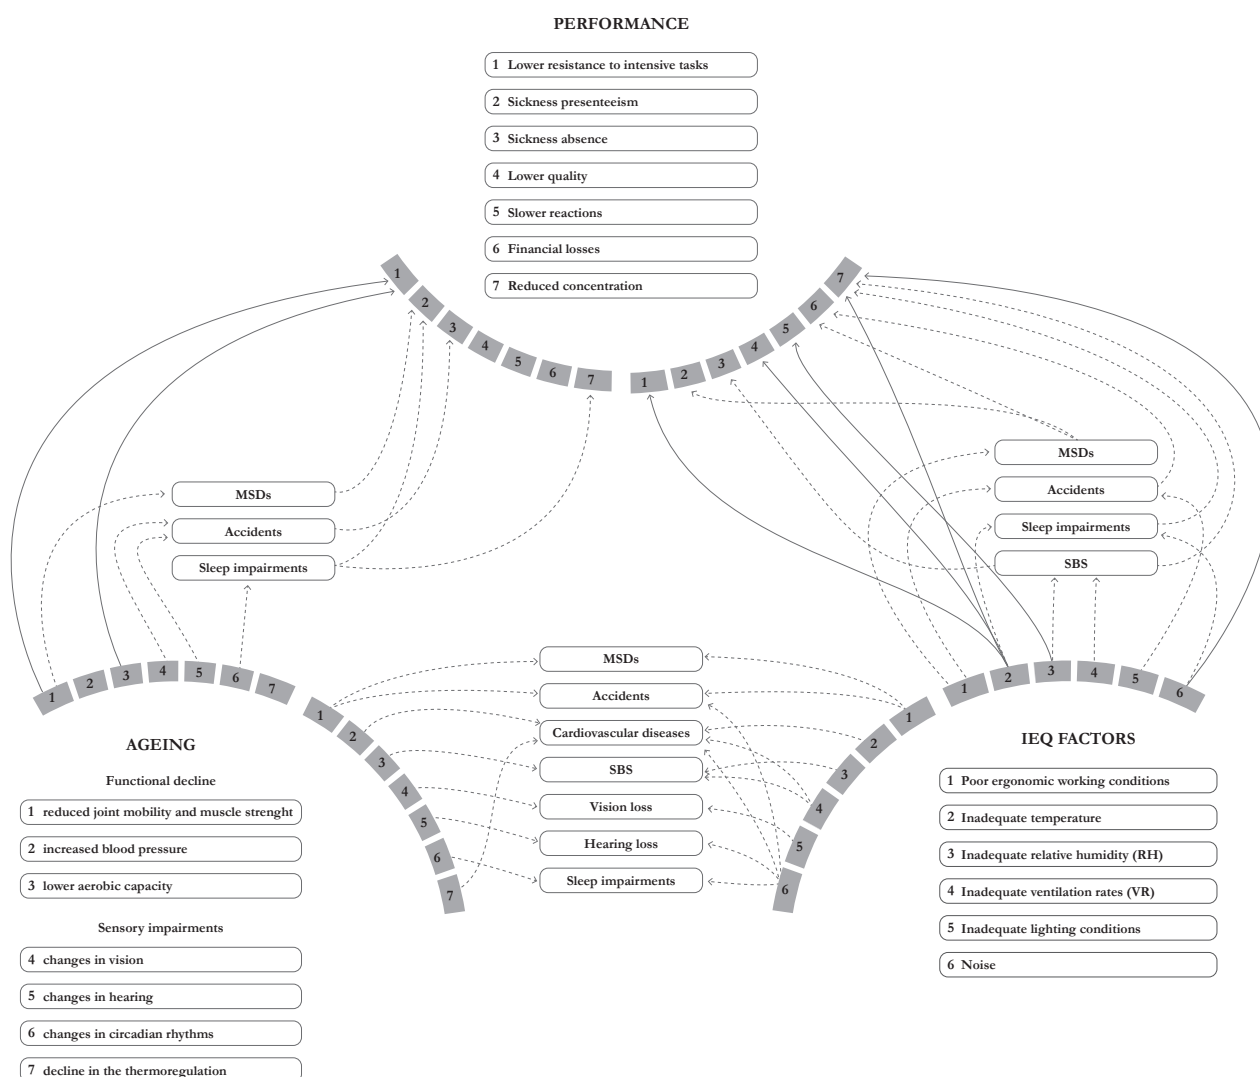 PERFORMANCE
1 Lower resistance to intensive tasks
2 Sickness presenteeism
3 Sickness absence
4 Lower quality
5 Slower reactions
6 Financial losses
7 Reduced concentration
1 2 3 4 5 6 7
1 2 3 4 5 6 7
MSDs
Accidents
Sleep impairments
MSDs
Accidents
Sleep impairments
SBS
1 2 3 4 5 6 7
1 2 3 4 5 6 7
MSDs
Accidents
Cardiovascular diseases
SBS
Vision loss
Hearing loss
Sleep impairments
1 2 3 4 5 6
1 2 3 4 5 6
AGEING
Functional decline
1 reduced joint mobility and muscle strenght
2 increased blood pressure
3 lower aerobic capacity
Sensory impairments
4 changes in vision
5 changes in hearing
6 changes in circadian rhythms
7 decline in the thermoregulation
IEQ FACTORS
1 Poor ergonomic working conditions
2 Inadequate temperature
3 Inadequate relative humidity (RH)
4 Inadequate ventilation rates (VR)
5 Inadequate lighting conditions
6 Noise